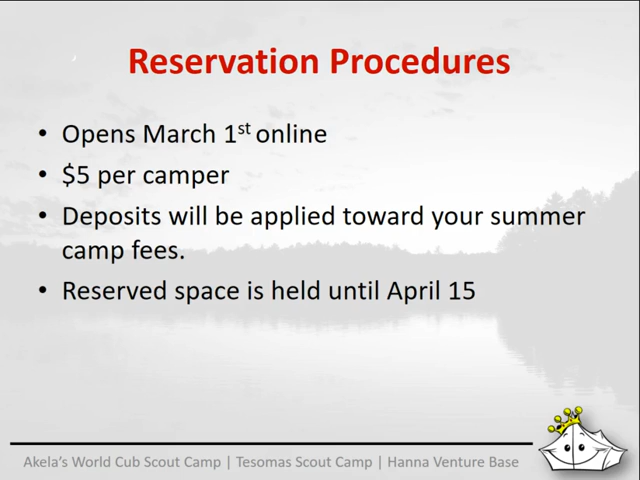 Reservation Procedures
• Opens March 1st online
• $5 per camper
• Deposits will be applied toward your summer
camp fees.
• Reserved space is held until April 15
Akela's World Cub Scout Camp | Tesomas Scout Camp | Hanna Venture Base